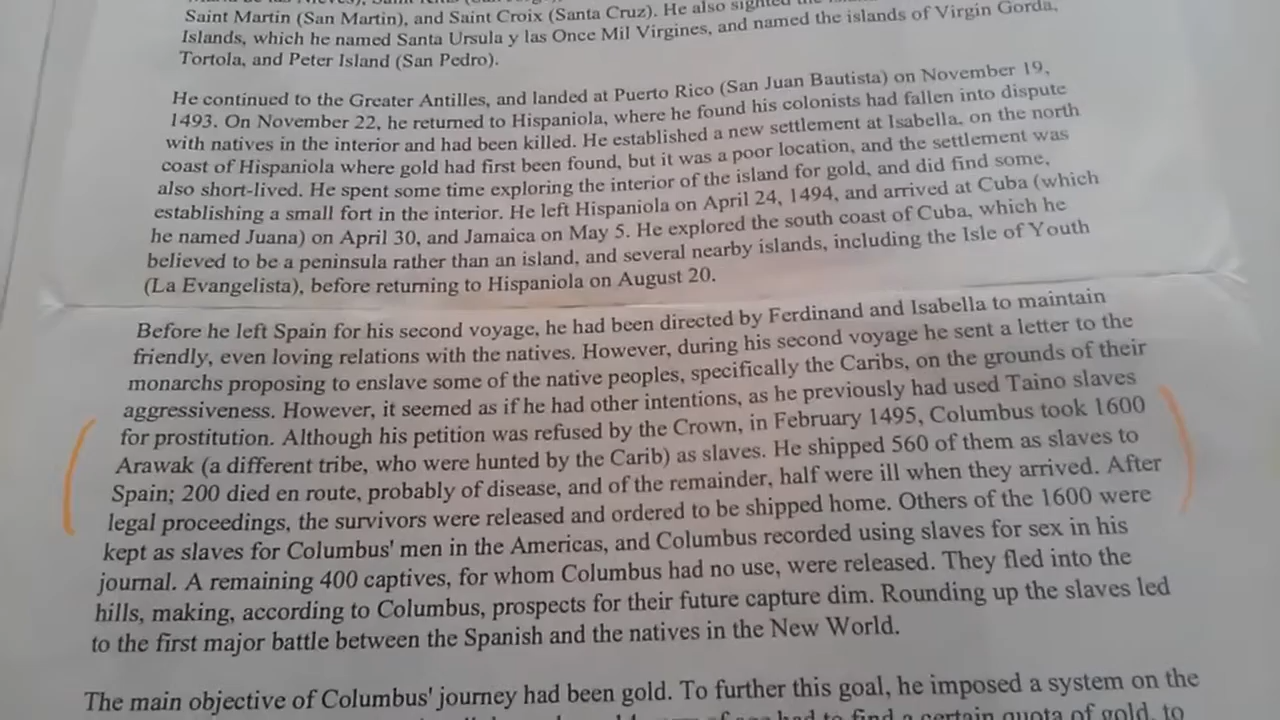 Saint Martin (San Martin), and Saint Croix (Santa Cruz). He also sighted the
Islands, which he named Santa Ursula y las Once Mil Virgines, and named the islands of Virgin Gorda,
Tortola, and Peter Island (San Pedro).
He continued to the Greater Antilles, and landed at Puerto Rico (San Juan Bautista) on November 19,
1493. On November 22, he returned to Hispaniola, where he found his colonists had fallen into dispute
with natives in the interior and had been killed. He established a new settlement at Isabella, on the north
coast of Hispaniola where gold had first been found, but it was a poor location, and the settlement was
also short-lived. He spent some time exploring the interior of the island for gold, and did find some,
establishing a small fort in the interior. He left Hispaniola on April 24, 1494, and arrived at Cuba (which
he named Juana) on April 30, and Jamaica on May 5. He explored the south coast of Cuba, which he
believed to be a peninsula rather than an island, and several nearby islands, including the Isle of Youth
(La Evangelista), before returning to Hispaniola on August 20.
Before he left Spain for his second voyage, he had been directed by Ferdinand and Isabella to maintain
friendly, even loving relations with the natives. However, during his second voyage he sent a letter to the
monarchs proposing to enslave some of the native peoples, specifically the Caribs, on the grounds of their
aggressiveness. However, it seemed as if he had other intentions, as he previously had used Taino slaves
for prostitution. Although his petition was refused by the Crown, in February 1495, Columbus took 1600
Arawak (a different tribe, who were hunted by the Carib) as slaves. He shipped 560 of them as slaves to
Spain; 200 died en route, probably of disease, and of the remainder, half were ill when they arrived. After
legal proceedings, the survivors were released and ordered to be shipped home. Others of the 1600 were
kept as slaves for Columbus' men in the Americas, and Columbus recorded using slaves for sex in his
journal. A remaining 400 captives, for whom Columbus had no use, were released. They fled into the
hills, making, according to Columbus, prospects for their future capture dim. Rounding up the slaves led
to the first major battle between the Spanish and the natives in the New World.
The main objective of Columbus' journey had been gold. To further this goal, he imposed a system on the
had to find a certain quota of gold, to